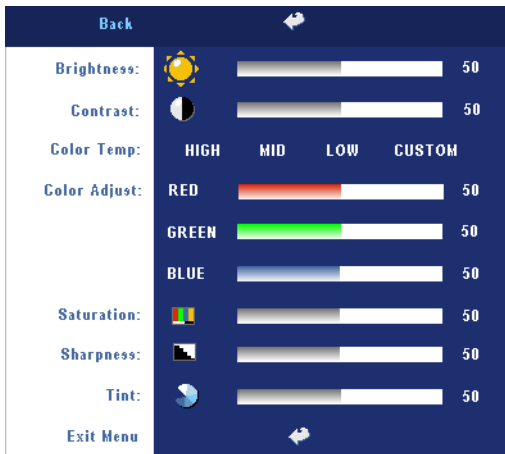 Back
Brightness: 50
Contrast: 50
Color Temp: HIGH MID LOW CUSTOM
Color Adjust: RED 50
GREEN 50
BLUE 50
Saturation: 50
Sharpness: 50
Tint: 50
Exit Menu